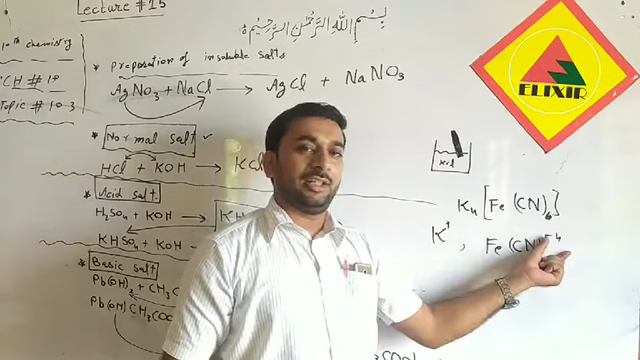 Lecture #15
بِسْمِ اللّٰهِ الرَّحْمٰنِ الرَّحِيْمِ
10th chemistry
CH # 10
Topic # 10.3
* Preparation of insoluble salts
AgNO3 + NaCl → AgCl + NaNO3
* Normal salt ✓
HCl + KOH → KCl
* Acid salt
H2SO4 + KOH →
KHSO4 + KOH
* Basic salt
Pb(OH)2 + CH3C
Pb(OH)CH3COO
ELIXIR
KCl
K4[Fe(CN)6]
K+, Fe(CN) -4